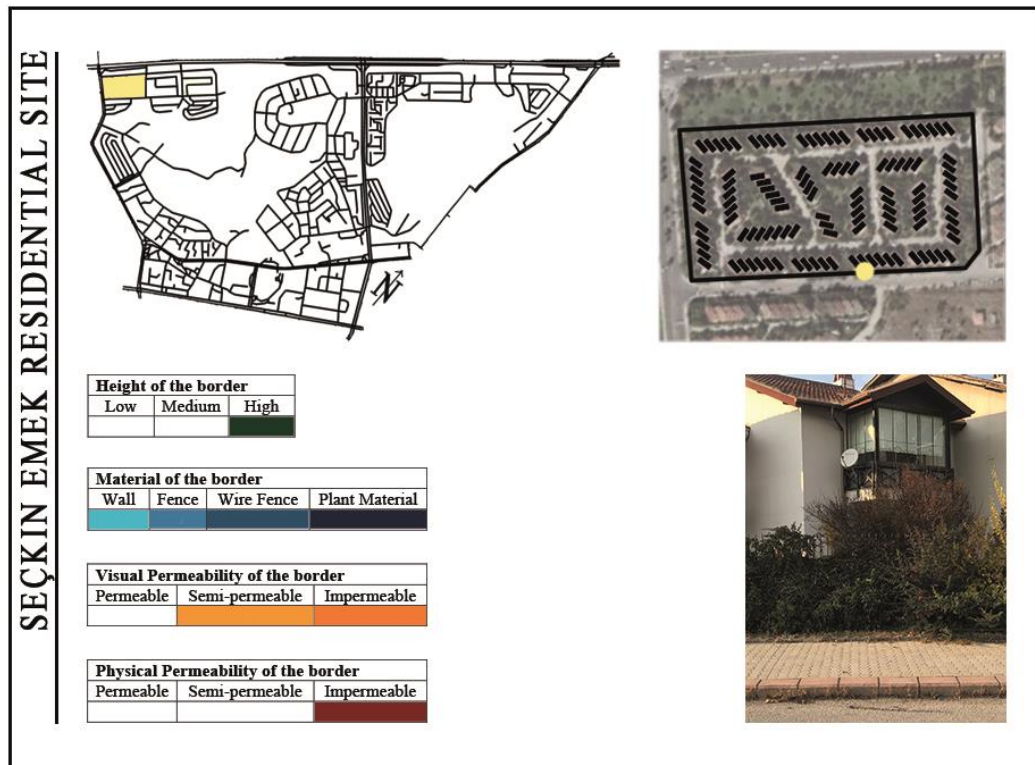 SEÇKIN EMEK RESIDENTIAL SITE
N
Height of the border
Low Medium High
Material of the border
Wall Fence Wire Fence Plant Material
Visual Permeability of the border
Permeable Semi-permeable Impermeable
Physical Permeability of the border
Permeable Semi-permeable Impermeable